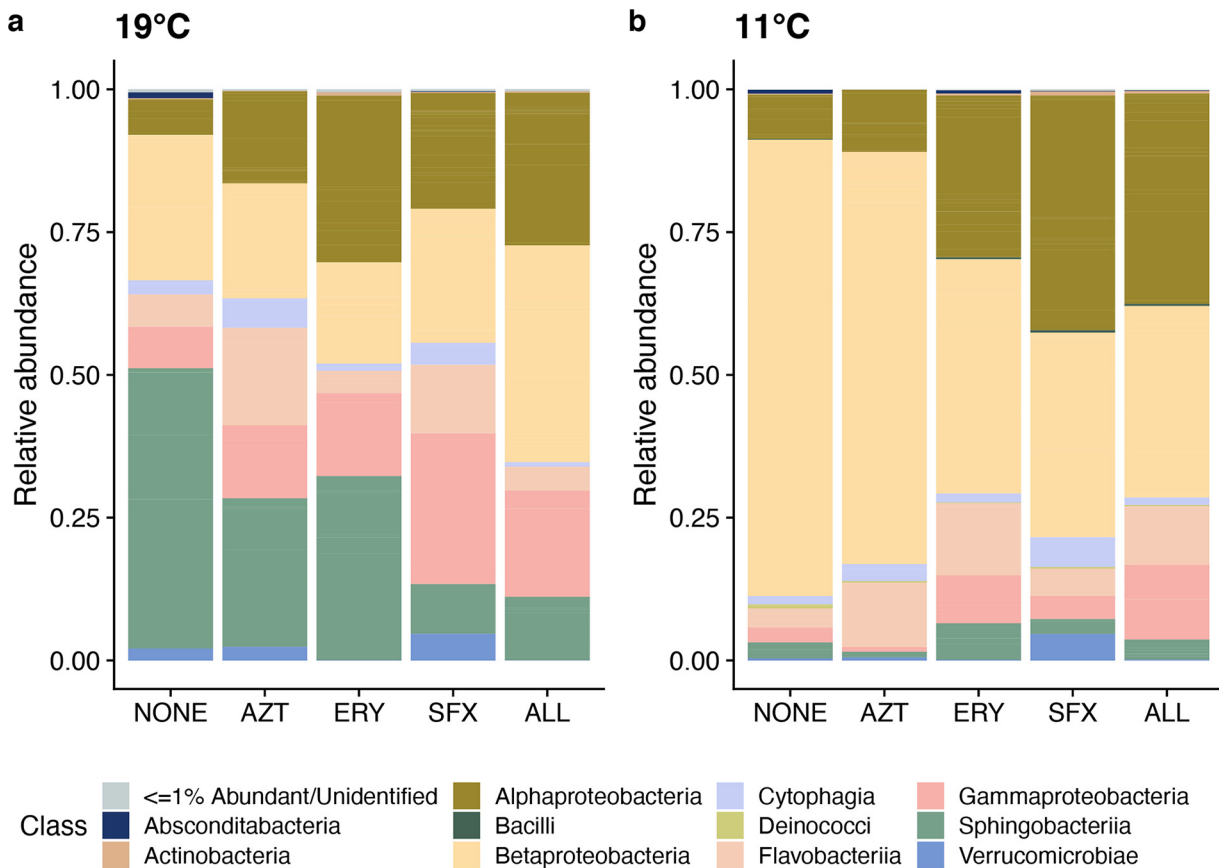 a 19°C
Relative abundance
1.00
0.75
0.50
0.25
0.00
NONE AZT ERY SFX ALL
b 11°C
Relative abundance
1.00
0.75
0.50
0.25
0.00
NONE AZT ERY SFX ALL
Class
<=1% Abundant/Unidentified
Absconditabacteria
Actinobacteria
Alphaproteobacteria
Bacilli
Betaproteobacteria
Cytophagia
Deinococci
Flavobacteriia
Gammaproteobacteria
Sphingobacteriia
Verrucomicrobiae